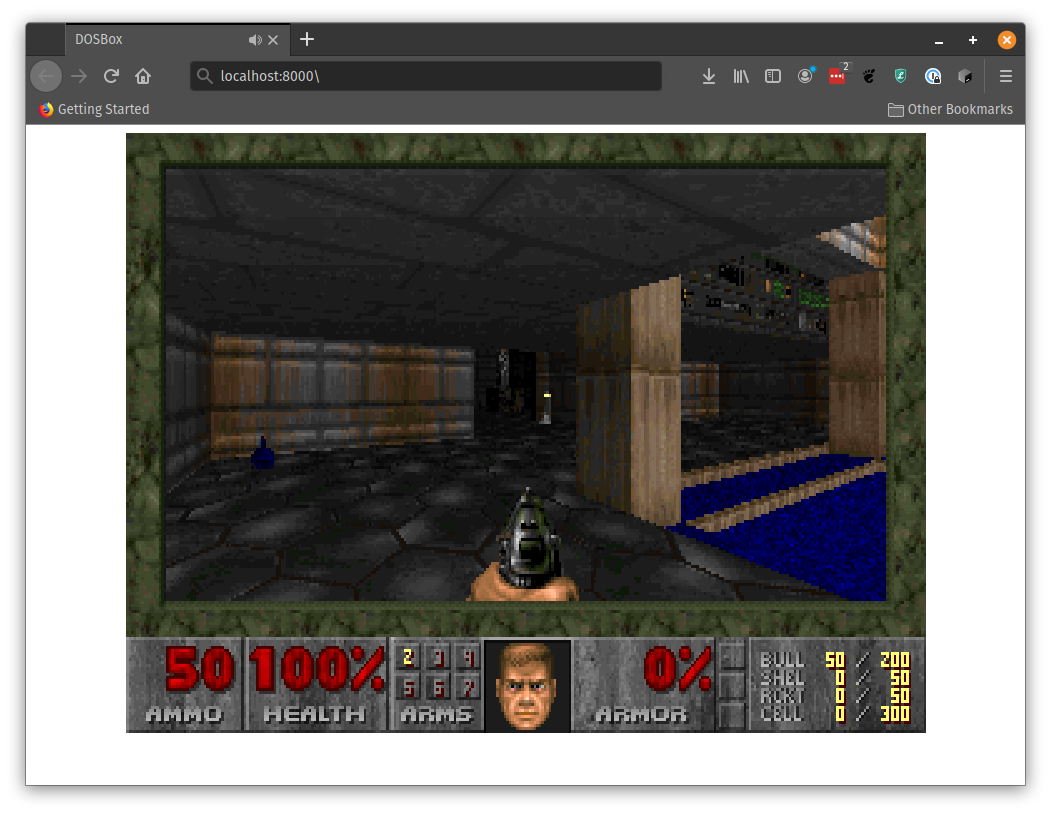 DOSBox
localhost:8000\
2
Getting Started
Other Bookmarks
50 100% 2 3 4 0% BULL 50 / 200
SHEL 0 / 50
5 6 7 RCKT 0 / 50
AMMO HEALTH ARMS ARMOR CELL 0 / 300